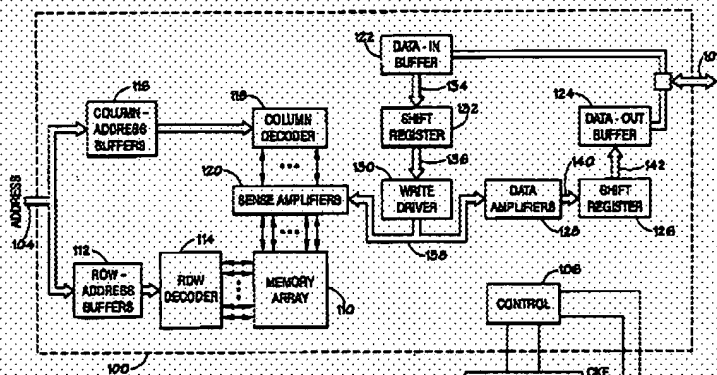 122
DATA-IN
BUFFER
134
10
116
COLUMN-
ADDRESS
BUFFERS
118
COLUMN
DECODER
132
SHIFT
REGISTER
124
DATA-OUT
BUFFER
136
120
SENSE AMPLIFIERS
130
WRITE
DRIVER
DATA
AMPLIFIERS
128
140
142
SHIFT
REGISTER
126
138
ADDRESS
104
112
ROW-
ADDRESS
BUFFERS
114
ROW
DECODER
MEMORY
ARRAY
110
106
CONTROL
100
CKE